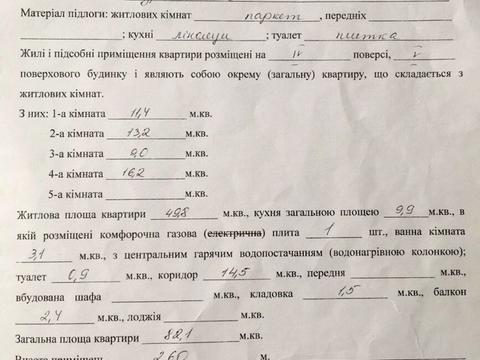 Матеріал підлоги: житлових кімнат паркет, передніх
; кухні лінолеум; туалет плитка
Жилі і підсобні приміщення квартири розміщені на IV поверсі, V
поверхового будинку і являють собою окрему (загальну) квартиру, що складається з
житлових кімнат.
З них: 1-а кімната 11,4 м.кв.
2-а кімната 13,2 м.кв.
3-а кімната 9,0 м.кв.
4-а кімната 16,2 м.кв.
5-а кімната м.кв.
Житлова площа квартири 49,8 м.кв., кухня загальною площею 9,9 м.кв., в
якій розміщені комфорочна газова (електрична) плита 1 шт., ванна кімната
3,1 м.кв., з центральним гарячим водопостачанням (водонагрівною колонкою);
туалет 0,9 м.кв., коридор 14,5 м.кв., передня м.кв.,
вбудована шафа м.кв., кладовка 1,5 м.кв., балкон
2,4 м.кв., лоджія м.кв.
Загальна площа квартири 82,1 м.кв.
Висота приміщень 2,60 м.